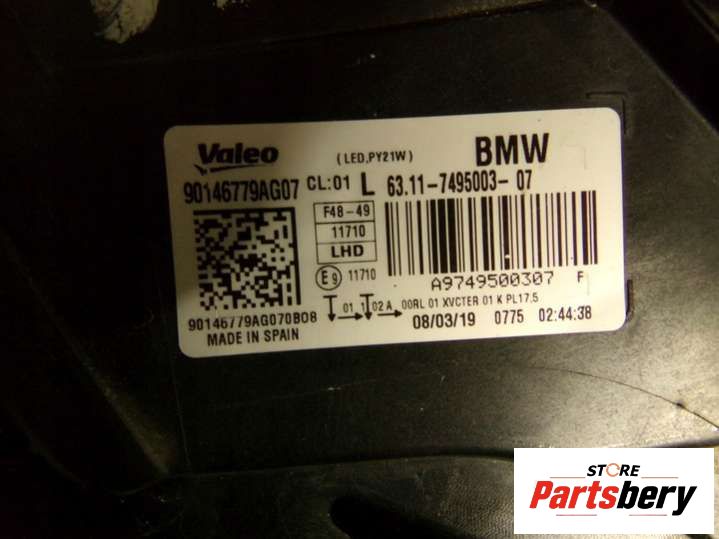 Valeo (LED,PY21W) BMW
90146779AG07 CL:01 L 63.11-7495003-07
F48-49
11710
LHD
E9 11710
A9749500307 F
01 1 02 A 00RL 01 XVCTER 01 K PL17.5
90146779AG070B08
MADE IN SPAIN
08/03/19 0775 02:44:38
STORE
Partsbery